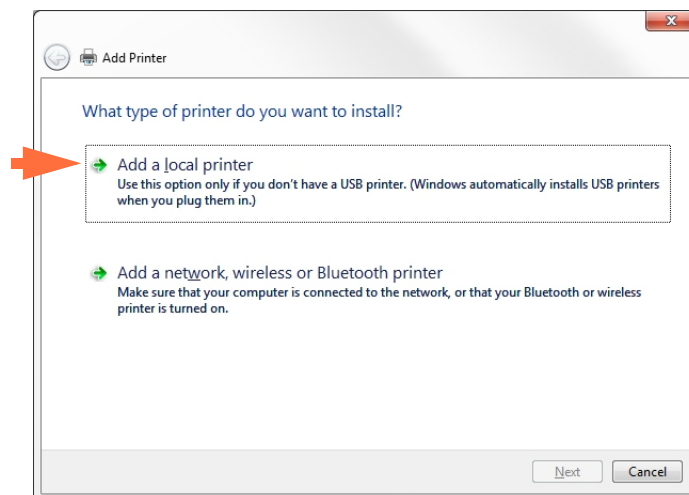 Add Printer
What type of printer do you want to install?
Add a local printer
Use this option only if you don't have a USB printer. (Windows automatically installs USB printers
when you plug them in.)
Add a network, wireless or Bluetooth printer
Make sure that your computer is connected to the network, or that your Bluetooth or wireless
printer is turned on.
Next
Cancel